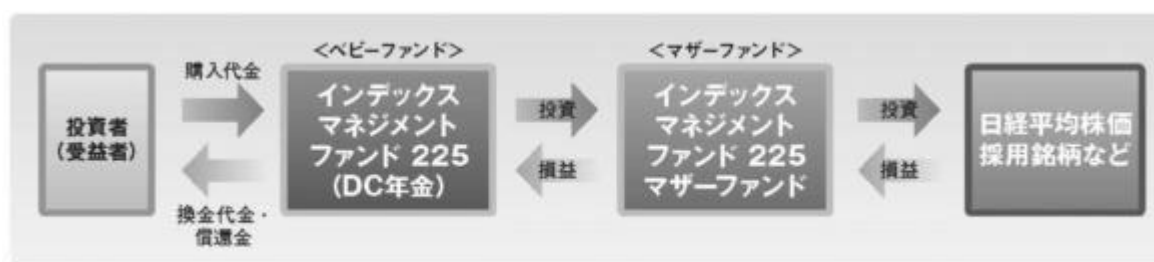 投資者
(受益者)
購入代金
換金代金・
償還金
<ベビーファンド>
インデックス
マネジメント
ファンド 225
(DC年金)
投資
損益
<マザーファンド>
インデックス
マネジメント
ファンド 225
マザーファンド
投資
損益
日経平均株価
採用銘柄など